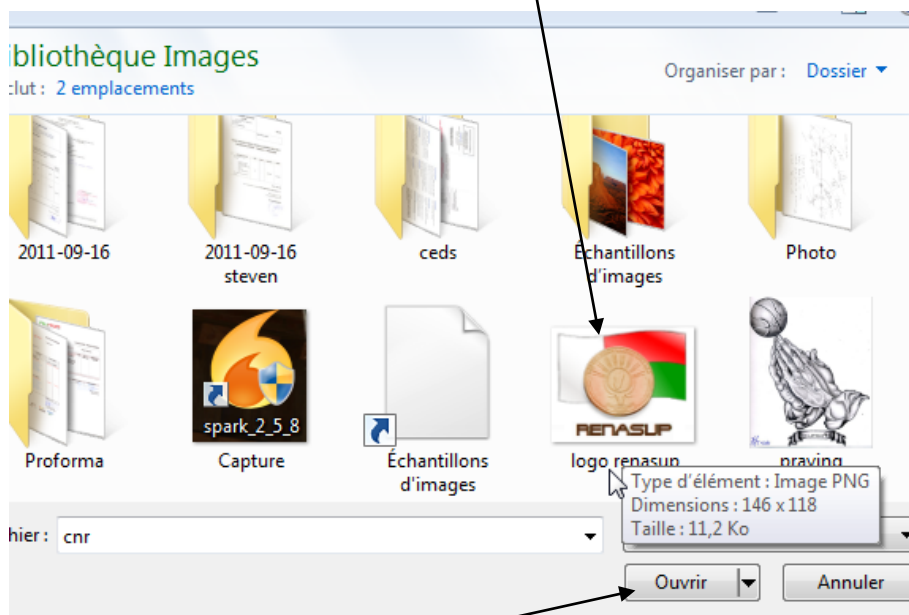 ibliothèque Images
clut : 2 emplacements
Organiser par : Dossier
2011-09-16
2011-09-16
steven
ceds
Échantillons
d'images
Photo
spark_2_5_8
RENASUP
Proforma
Capture
Échantillons
d'images
logo renasup
praying
Type d'élément : Image PNG
Dimensions : 146 x 118
Taille : 11,2 Ko
hier : cnr
Ouvrir
Annuler